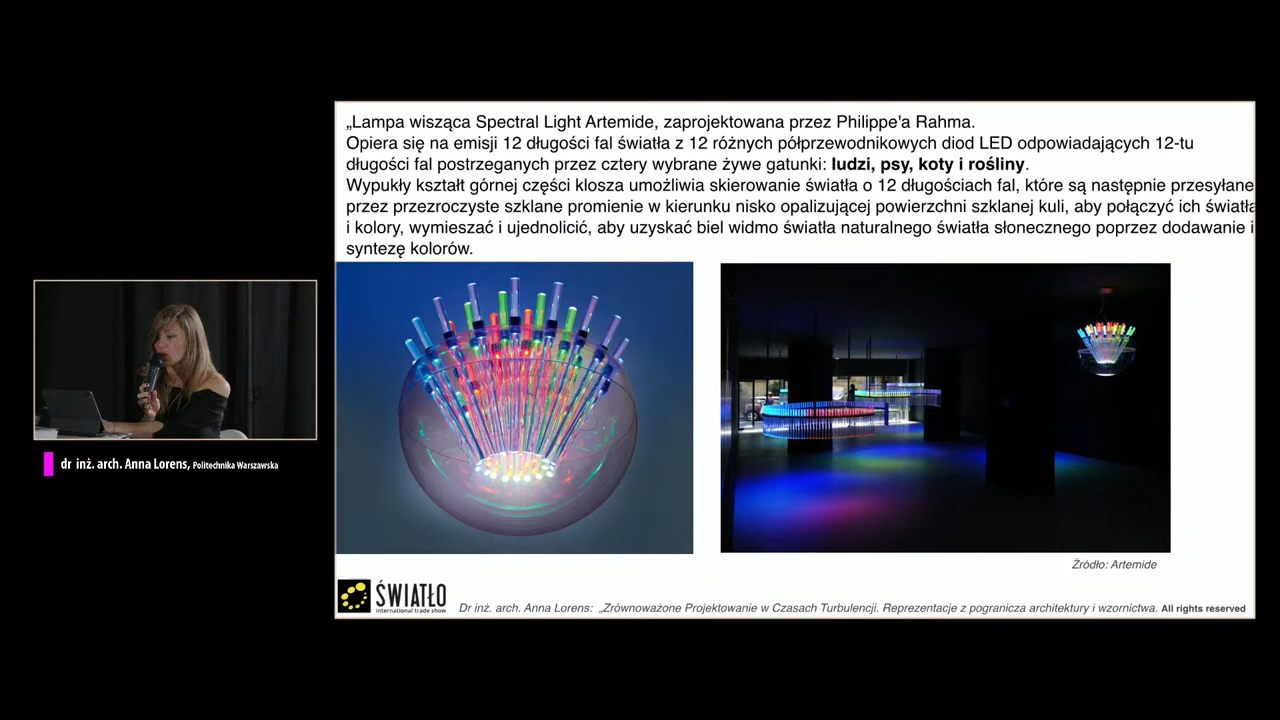 „Lampa wisząca Spectral Light Artemide, zaprojektowana przez Philippe'a Rahma.
Opiera się na emisji 12 długości fal światła z 12 różnych półprzewodnikowych diod LED odpowiadających 12-tu
długości fal postrzeganych przez cztery wybrane żywe gatunki: ludzi, psy, koty i rośliny.
Wypukły kształt górnej części klosza umożliwia skierowanie światła o 12 długościach fal, które są następnie przesyłane
przez przezroczyste szklane promienie w kierunku nisko opalizującej powierzchni szklanej kuli, aby połączyć ich światła
i kolory, wymieszać i ujednolicić, aby uzyskać biel widmo światła naturalnego światła słonecznego poprzez dodawanie i
syntezę kolorów.
dr inż. arch. Anna Lorens, Politechnika Warszawska
Źródło: Artemide
ŚWIATŁO
international trade show
Dr inż. arch. Anna Lorens: „Zrównoważone Projektowanie w Czasach Turbulencji. Reprezentacje z pogranicza architektury i wzornictwa. All rights reserved